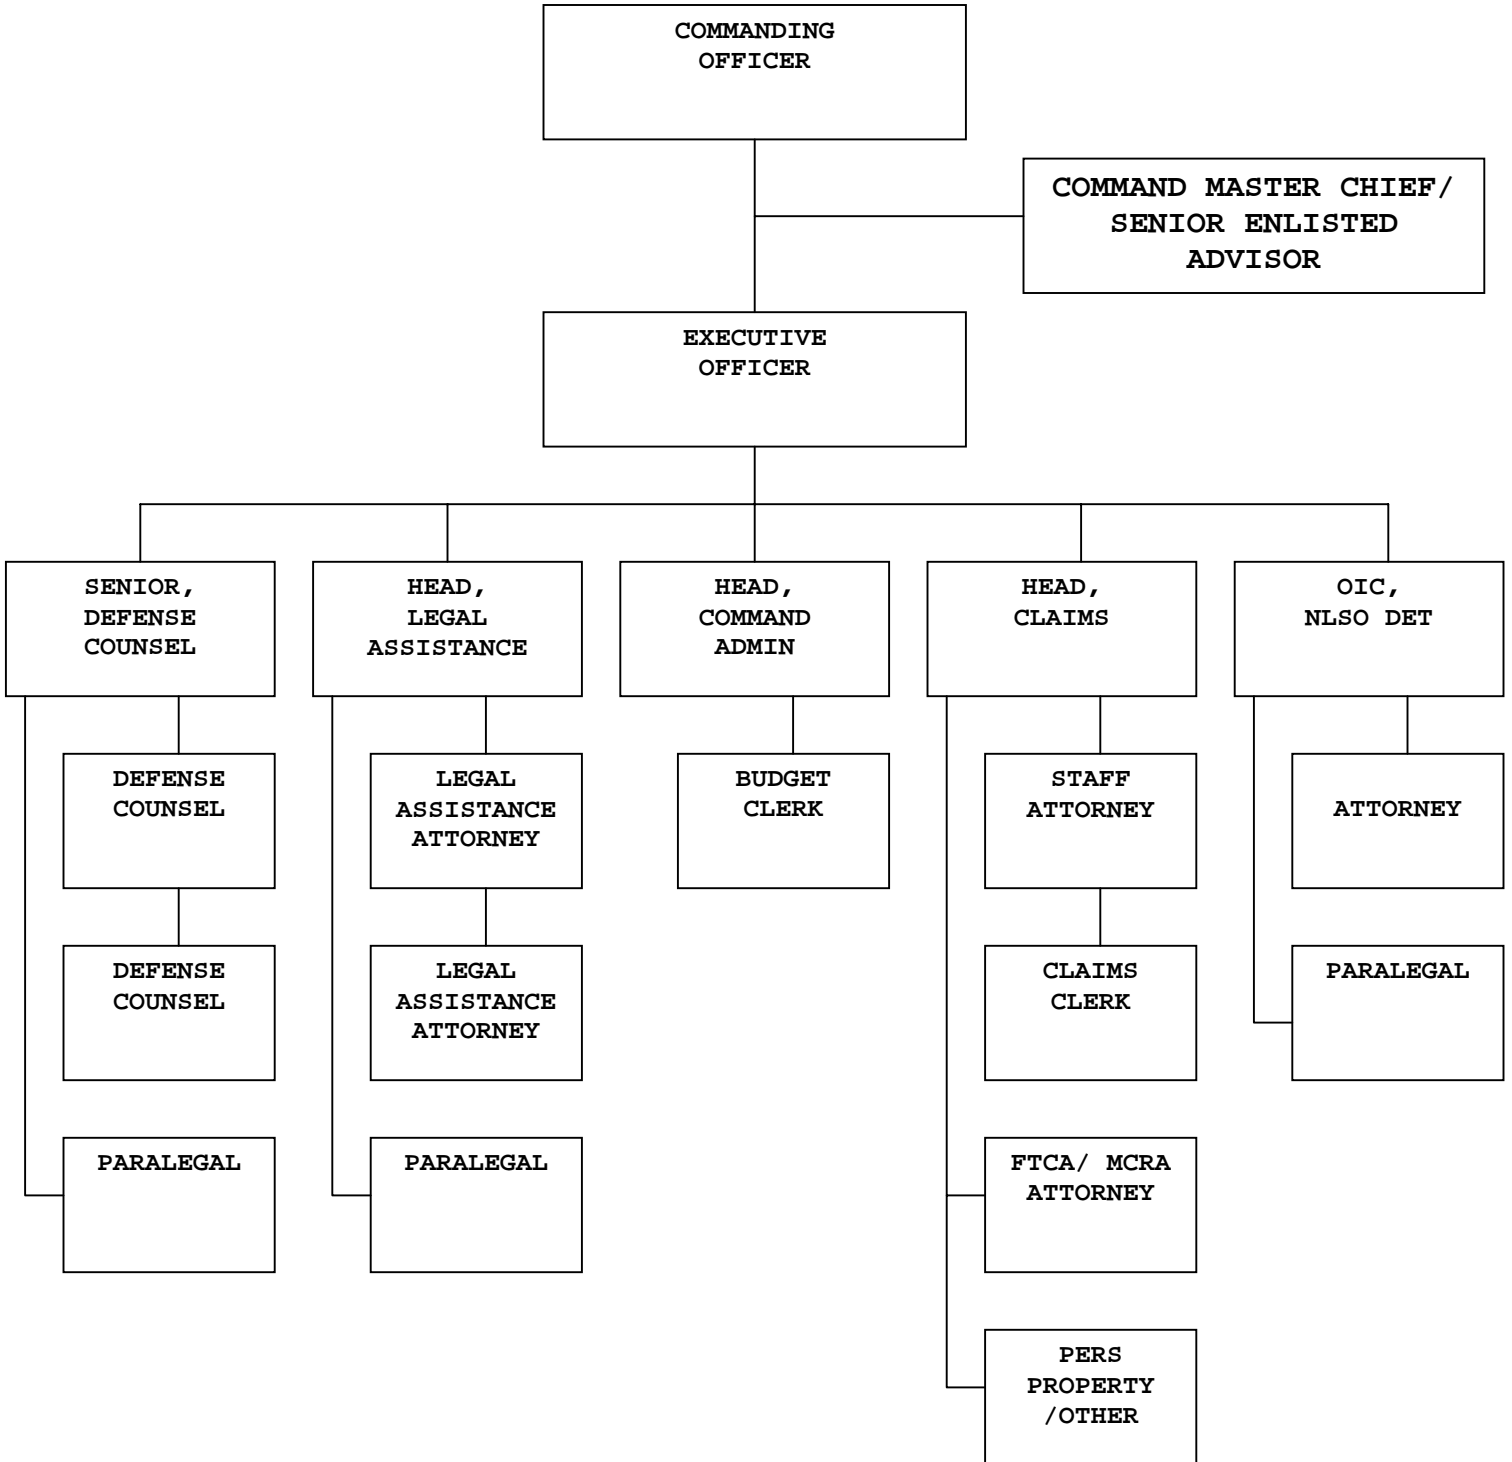 COMMANDING
OFFICER
COMMAND MASTER CHIEF/
SENIOR ENLISTED
ADVISOR
EXECUTIVE
OFFICER
SENIOR,
DEFENSE
COUNSEL
HEAD,
LEGAL
ASSISTANCE
HEAD,
COMMAND
ADMIN
HEAD,
CLAIMS
OIC,
NLSO DET
DEFENSE
COUNSEL
LEGAL
ASSISTANCE
ATTORNEY
BUDGET
CLERK
STAFF
ATTORNEY
ATTORNEY
DEFENSE
COUNSEL
LEGAL
ASSISTANCE
ATTORNEY
CLAIMS
CLERK
PARALEGAL
PARALEGAL
PARALEGAL
FTCA/ MCRA
ATTORNEY
PERS
PROPERTY
/OTHER